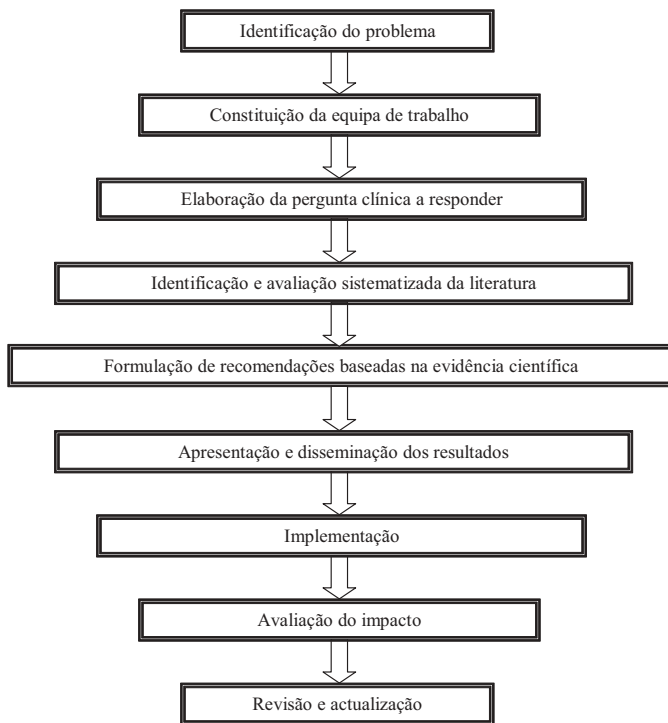 Identificação do problema
Constituição da equipa de trabalho
Elaboração da pergunta clínica a responder
Identificação e avaliação sistematizada da literatura
Formulação de recomendações baseadas na evidência científica
Apresentação e disseminação dos resultados
Implementação
Avaliação do impacto
Revisão e actualização